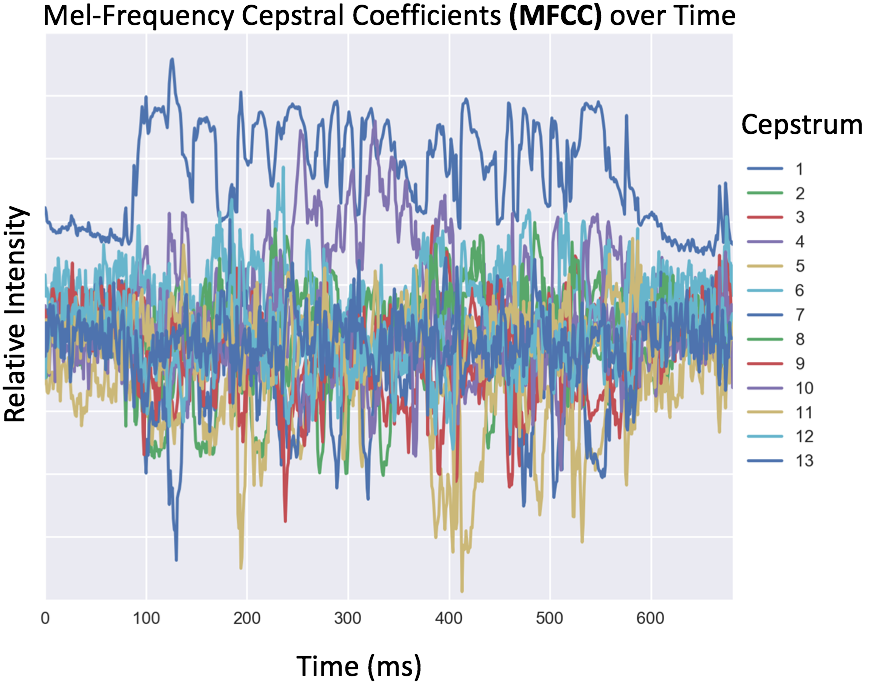 Mel-Frequency Cepstral Coefficients (MFCC) over Time
Cepstrum
1
2
3
4
5
6
7
8
9
10
11
12
13
Relative Intensity
0 100 200 300 400 500 600
Time (ms)